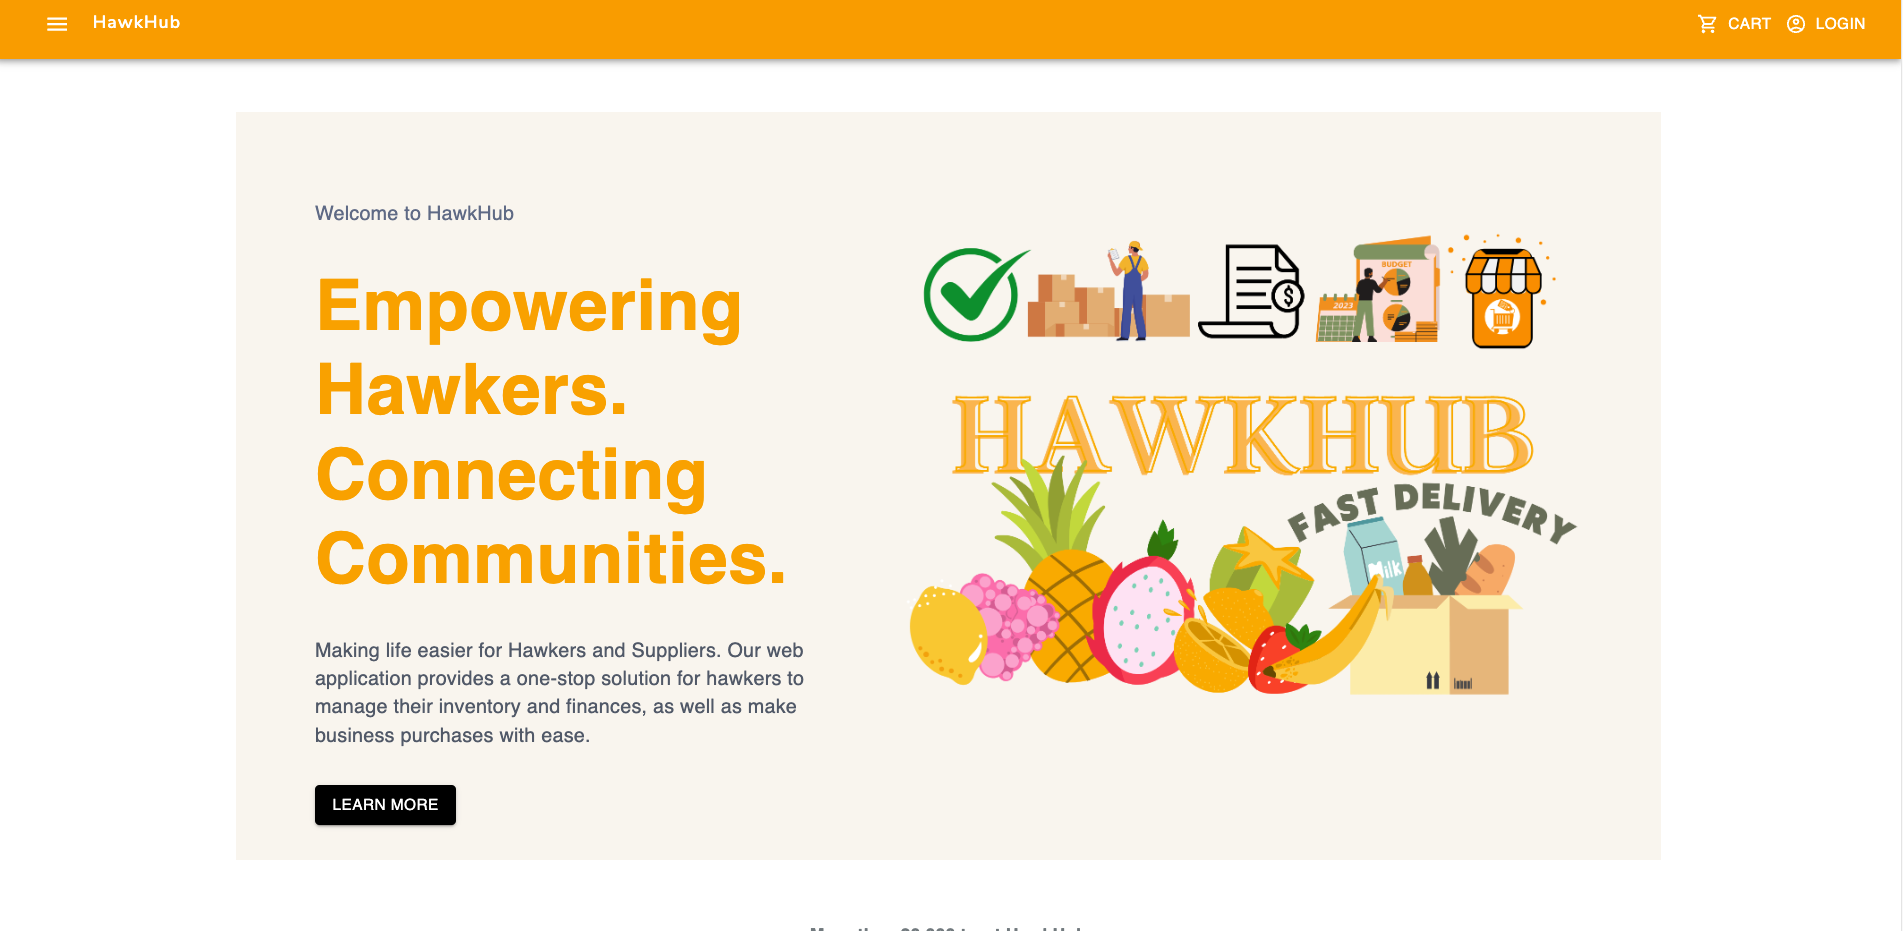 HawkHub
CART
LOGIN
Welcome to HawkHub
Empowering
Hawkers.
Connecting
Communities.
Making life easier for Hawkers and Suppliers. Our web
application provides a one-stop solution for hawkers to
manage their inventory and finances, as well as make
business purchases with ease.
LEARN MORE
$
BUDGET
2023
HAWKHUB
FAST DELIVERY
Milk